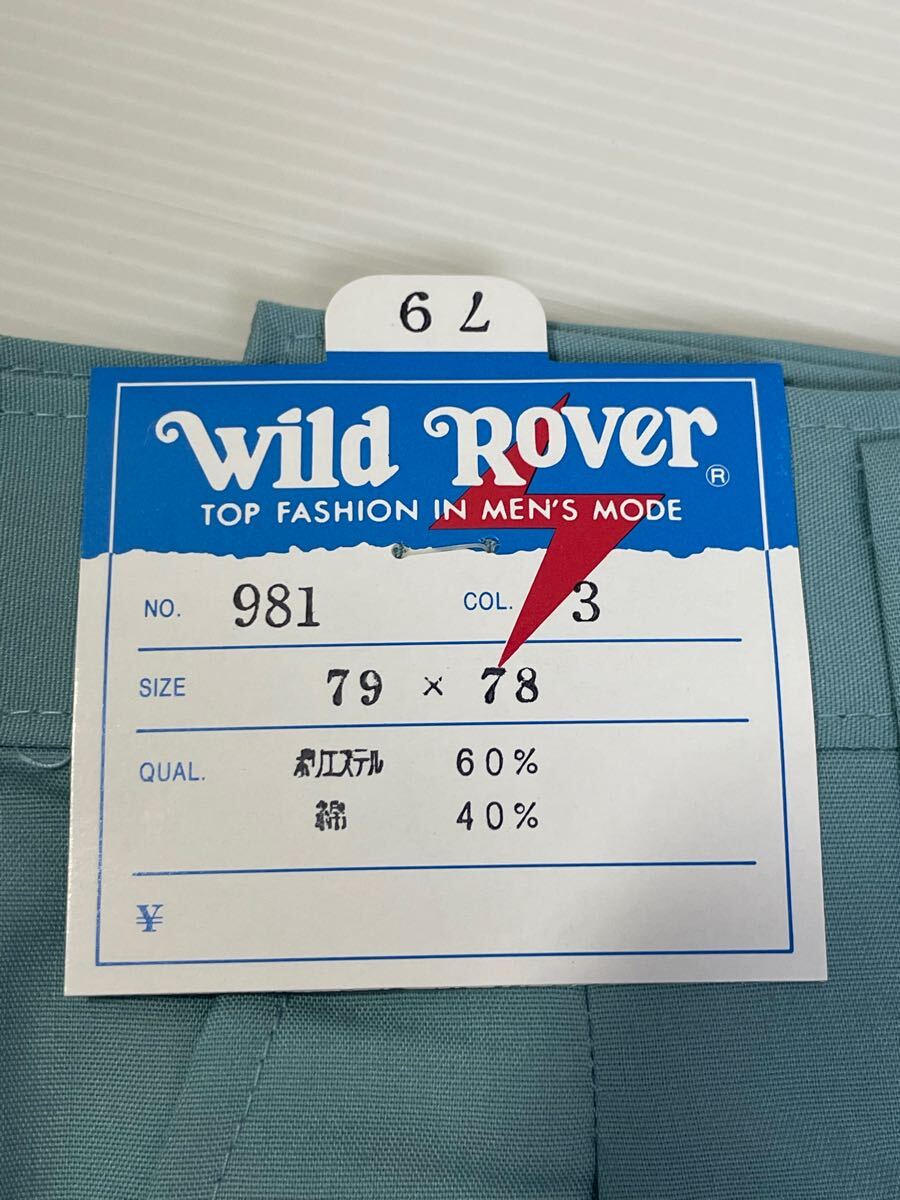 79
Wild Rover ®
TOP FASHION IN MEN'S MODE
NO. 981 COL. 3
SIZE 79 × 78
QUAL. ポリエステル 60%
綿 40%
¥